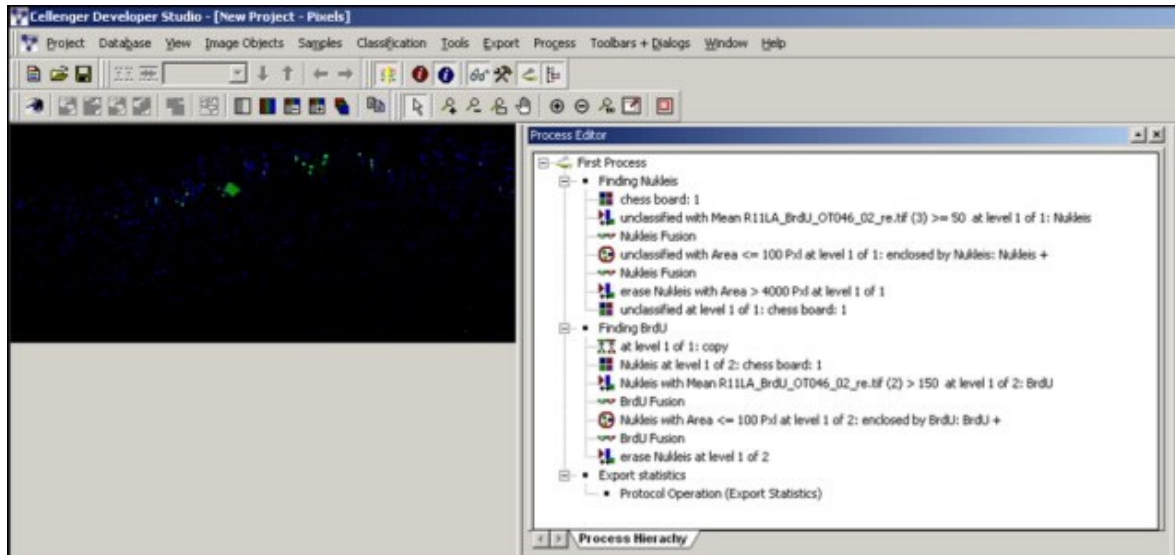 Cellenger Developer Studio - [New Project - Pixels]
Project Database View Image Objects Samples Classification Tools Export Process Toolbars + Dialogs Window Help
Process Editor
First Process
Finding Nukleis
chess board: 1
unclassified with Mean R11LA_BrdU_OT046_02_re.tif (3) >= 50 at level 1 of 1: Nukleis
Nukleis Fusion
unclassified with Area <= 100 Pxl at level 1 of 1: enclosed by Nukleis: Nukleis +
Nukleis Fusion
erase Nukleis with Area > 4000 Pxl at level 1 of 1
unclassified at level 1 of 1: chess board: 1
Finding BrdU
at level 1 of 1: copy
Nukleis at level 1 of 2: chess board: 1
Nukleis with Mean R11LA_BrdU_OT046_02_re.tif (2) > 150 at level 1 of 2: BrdU
BrdU Fusion
Nukleis with Area <= 100 Pxl at level 1 of 2: enclosed by BrdU: BrdU +
BrdU Fusion
erase Nukleis at level 1 of 2
Export statistics
Protocol Operation (Export Statistics)
Process Hierachy